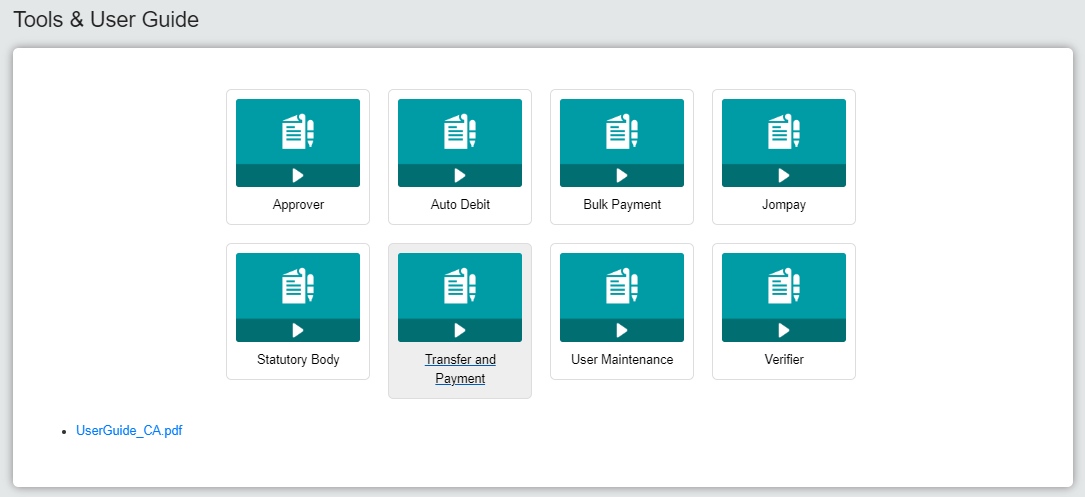 Tools & User Guide
Approver
Auto Debit
Bulk Payment
Jompay
Statutory Body
Transfer and
Payment
User Maintenance
Verifier
UserGuide_CA.pdf